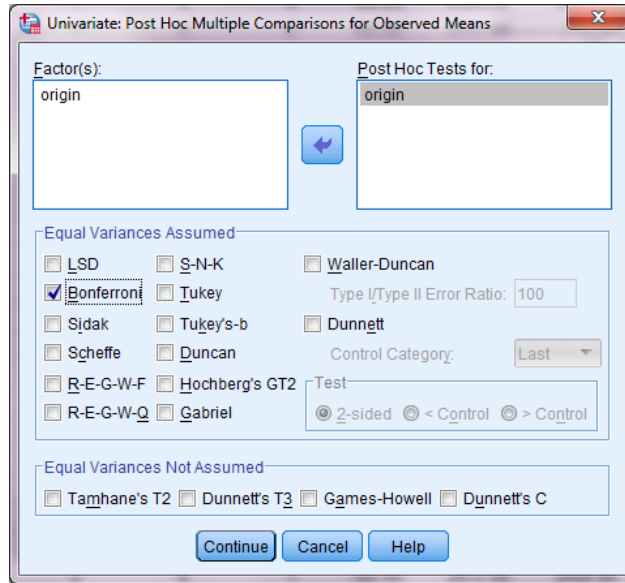 Univariate: Post Hoc Multiple Comparisons for Observed Means
Factor(s):
Post Hoc Tests for:
origin
origin
Equal Variances Assumed
LSD
S-N-K
Waller-Duncan
Bonferroni
Tukey
Type I/Type II Error Ratio:
100
Sidak
Tukey's-b
Dunnett
Scheffe
Duncan
Control Category:
Last
R-E-G-W-F
Hochberg's GT2
Test
R-E-G-W-Q
Gabriel
2-sided
< Control
> Control
Equal Variances Not Assumed
Tamhane's T2
Dunnett's T3
Games-Howell
Dunnett's C
Continue
Cancel
Help